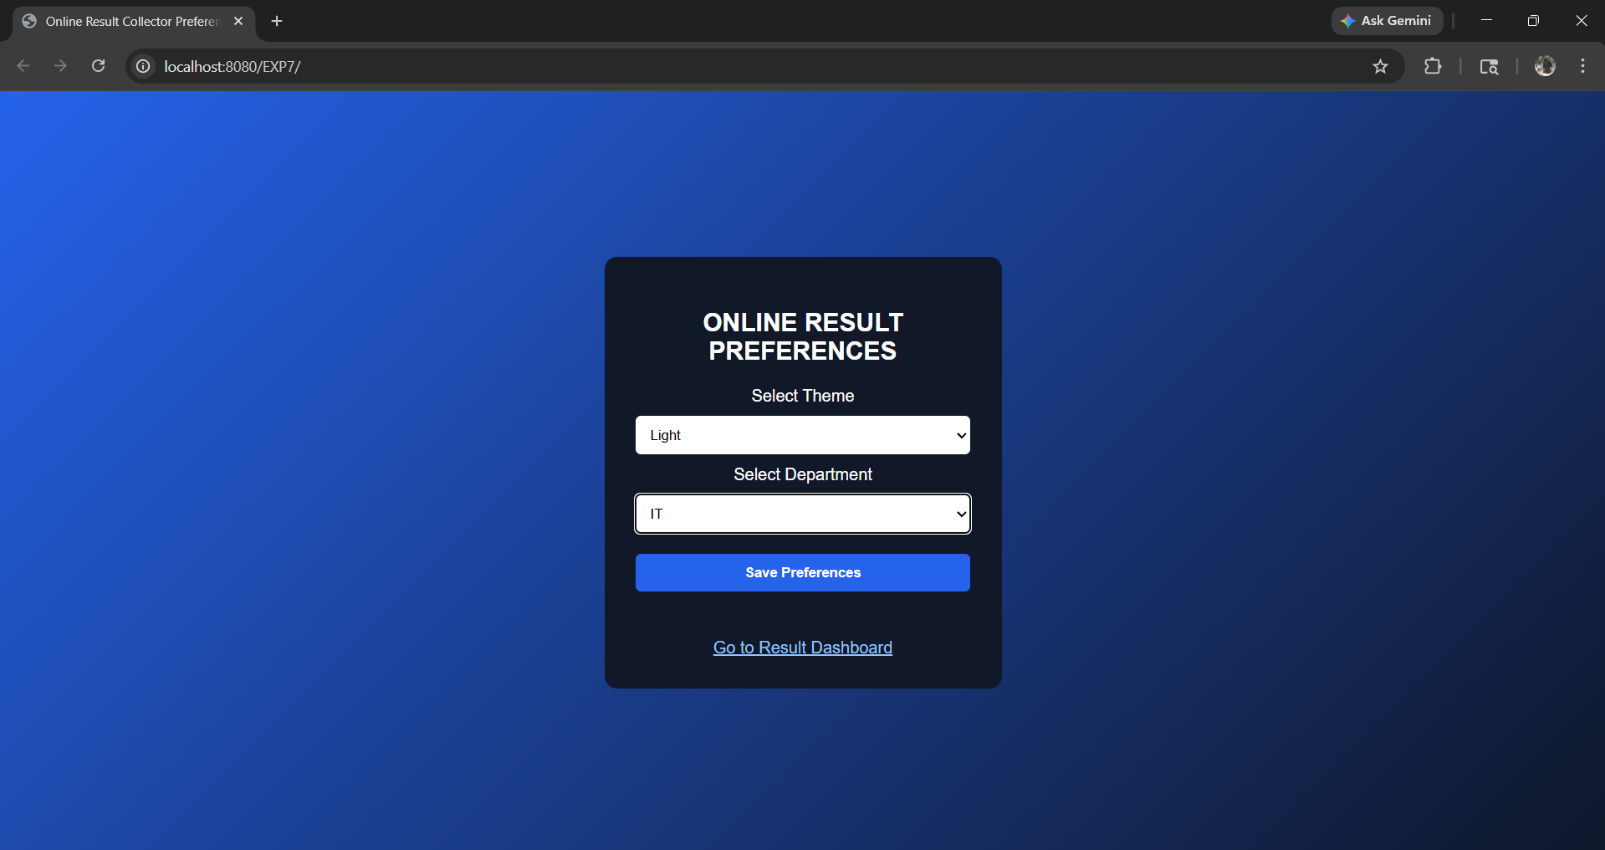 Online Result Collector Preferen
Ask Gemini
localhost:8080/EXP7/
ONLINE RESULT
PREFERENCES
Select Theme
Light
Select Department
IT
Save Preferences
Go to Result Dashboard